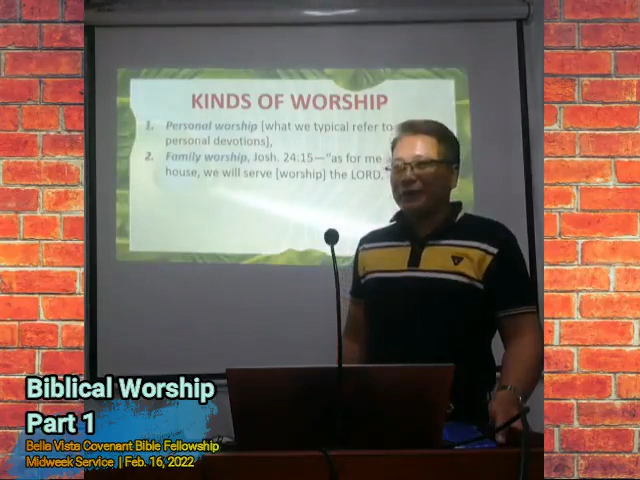 KINDS OF WORSHIP
1. Personal worship [what we typical refer to
personal devotions],
2. Family worship, Josh. 24:15—"as for me
house, we will serve [worship] the LORD."
Biblical Worship
Part 1
Bella Vista Covenant Bible Fellowship
Midweek Service | Feb. 16, 2022